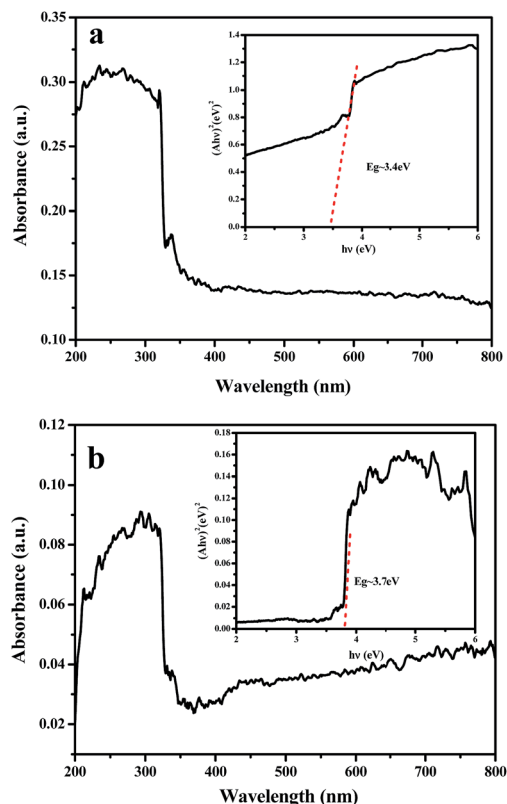 a
Absorbance (a.u.)
0.35
0.30
0.25
0.20
0.15
0.10
200 300 400 500 600 700 800
Wavelength (nm)
(Ahν)²(eV)²
1.4
1.2
1.0
0.8
0.6
0.4
0.2
0.0
2 3 4 5 6
hν (eV)
Eg~3.4eV
b
Absorbance (a.u.)
0.12
0.10
0.08
0.06
0.04
0.02
200 300 400 500 600 700 800
Wavelength (nm)
(Ahν)²(eV)²
0.18
0.16
0.14
0.12
0.10
0.08
0.06
0.04
0.02
0.00
2 3 4 5 6
hν (eV)
Eg~3.7eV